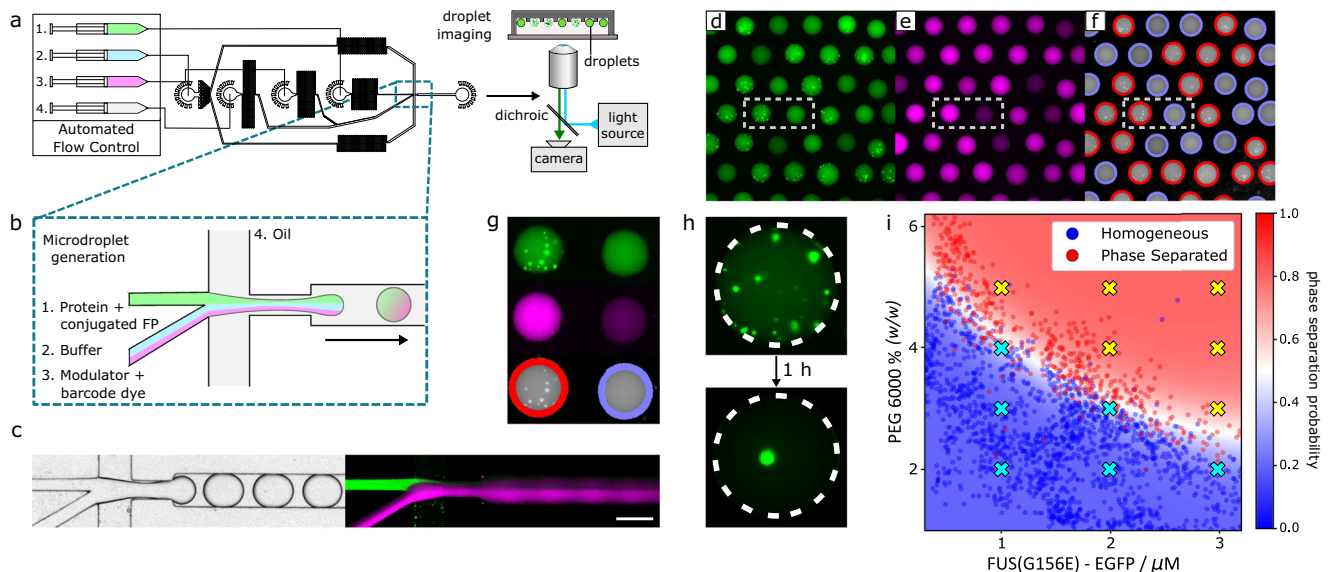 a
1.
2.
3.
4.
Automated
Flow Control
droplet
imaging
droplets
dichroic
light
source
camera
b
Microdroplet
generation
4. Oil
1. Protein +
conjugated FP
2. Buffer
3. Modulator +
barcode dye
c
d
e
f
g
h
1 h
i
Homogeneous
Phase Separated
PEG 6000 % (w/w)
6
4
2
1
2
3
FUS(G156E) - EGFP / μM
1.0
0.8
0.6
0.4
0.2
0.0
phase separation probability